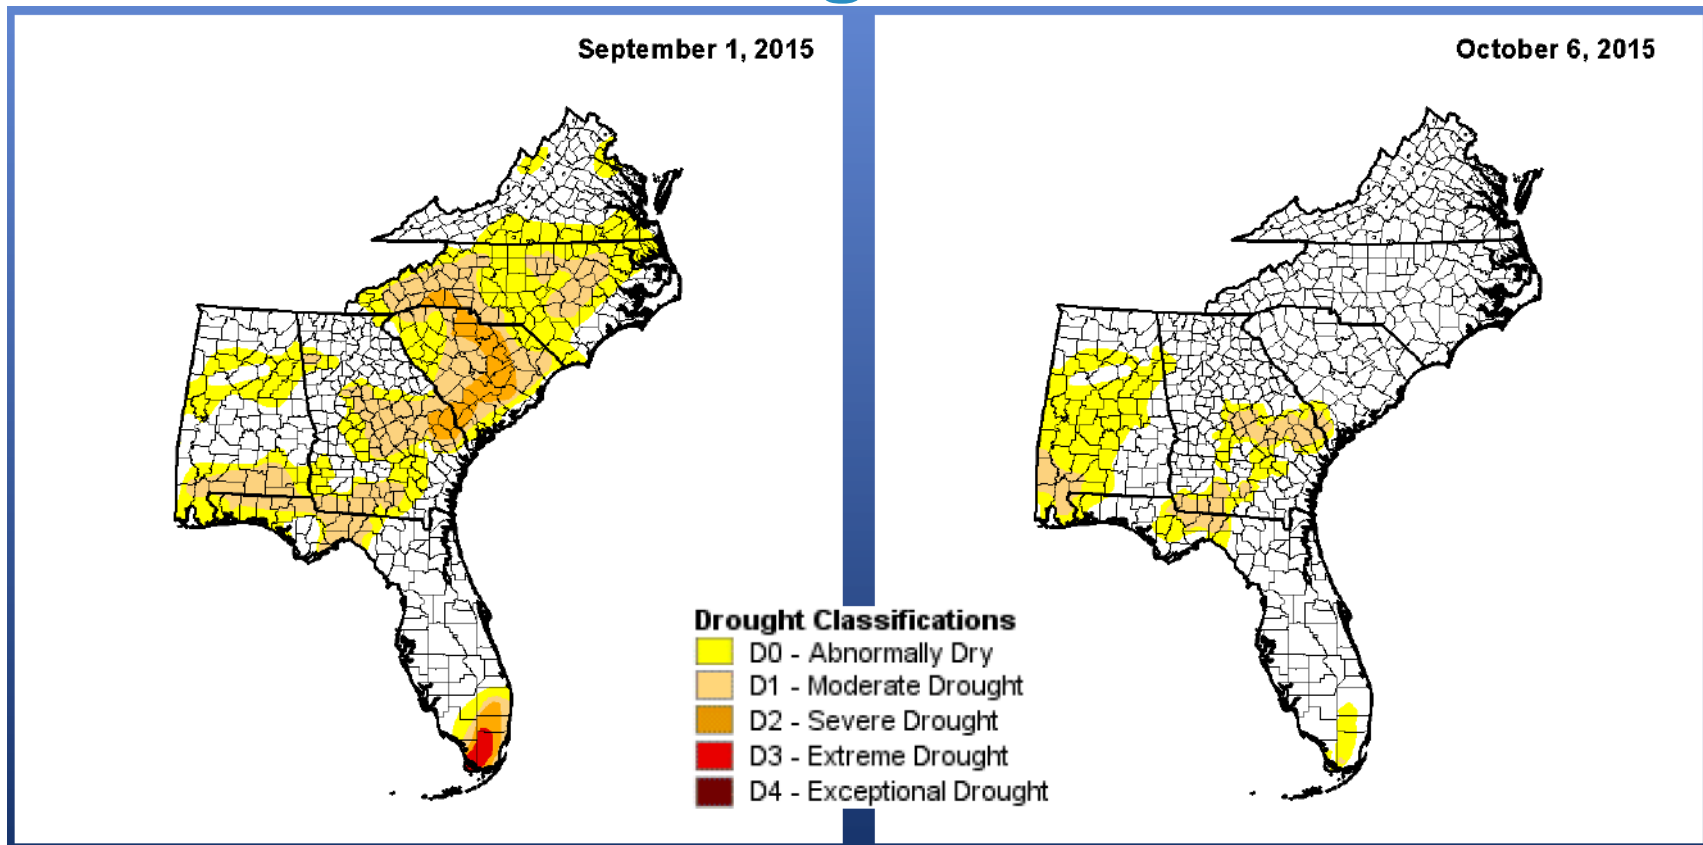 September 1, 2015
October 6, 2015
Drought Classifications
D0 - Abnormally Dry
D1 - Moderate Drought
D2 - Severe Drought
D3 - Extreme Drought
D4 - Exceptional Drought